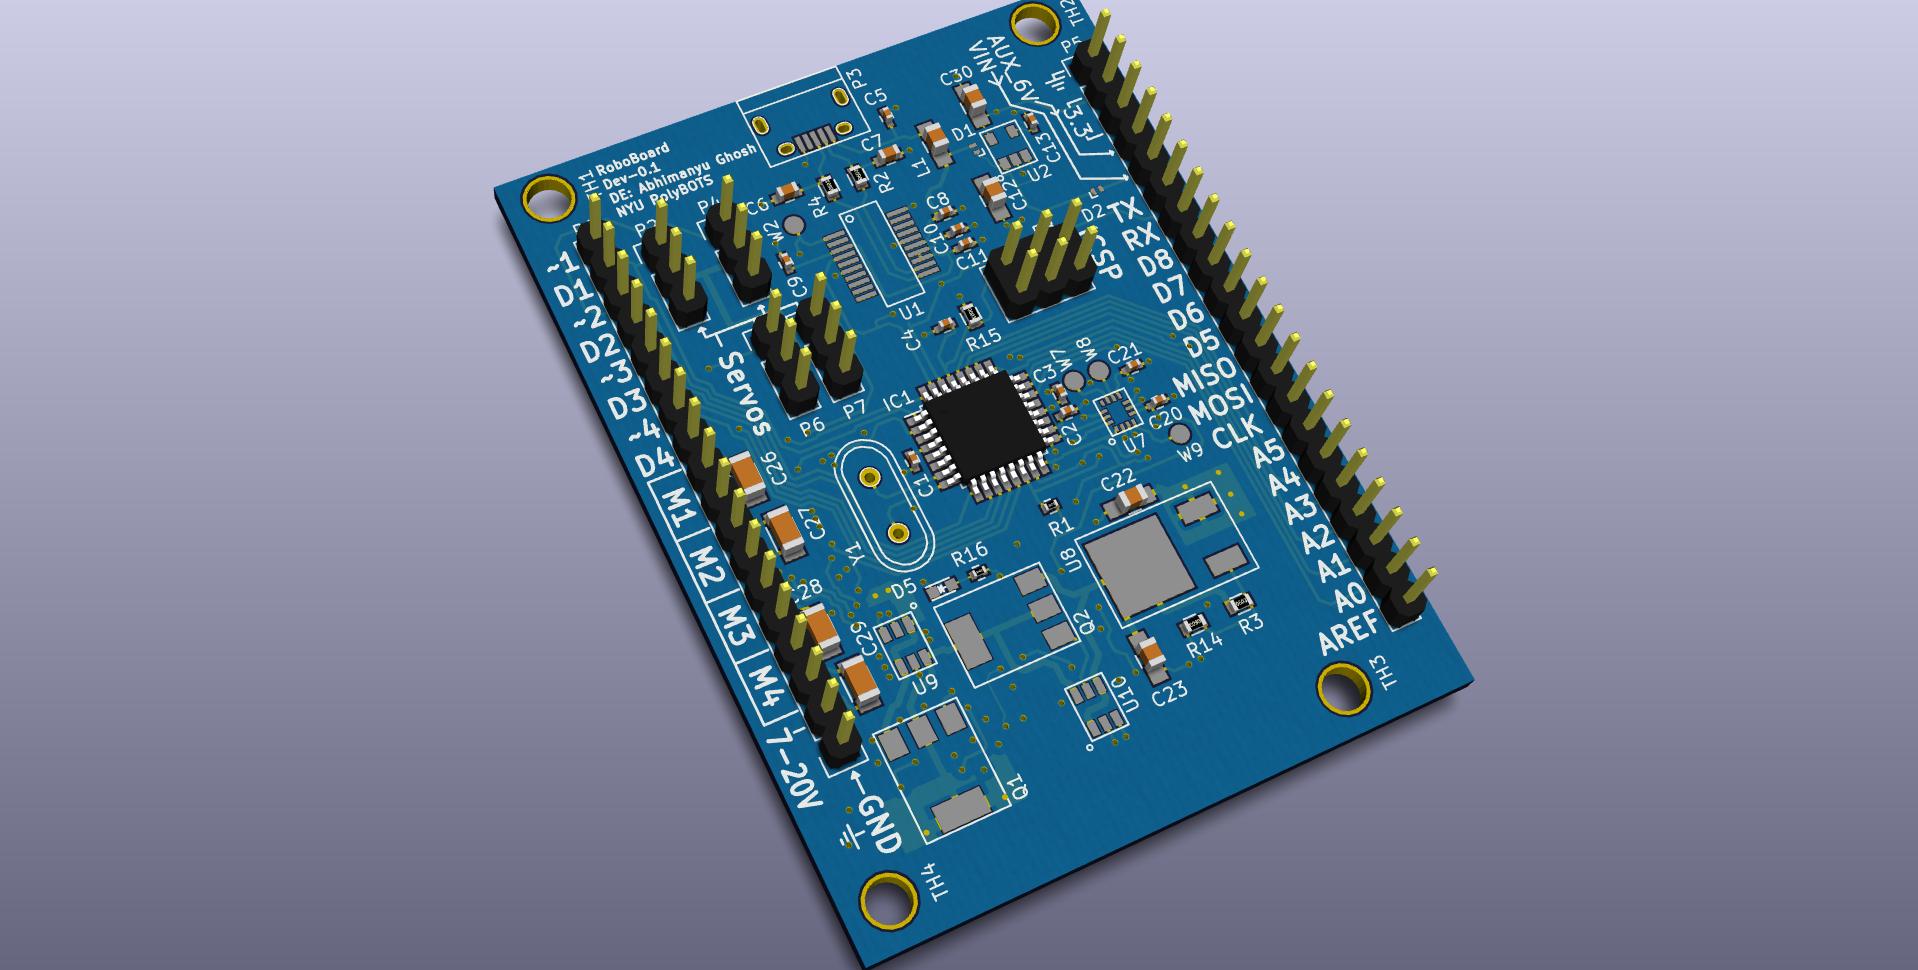 RoboBoard
Dev-0.1
DE: Abhimanyu Ghosh
NYU PolyBOTS
P3
C5
C7
C30
AUX_6V
VIN
3.3
TH2
P5
L1
D1
U2
C13
C12
D2
R2
R4
C6
W2
C9
C8
C10
C11
U1
C4
R15
Servos
P6
P7
IC1
C3
W7
W8
C21
C2
C20
U7
W9
C1
Y1
R1
C22
U8
R16
D5
Q2
R14
R3
C23
U9
U10
Q1
C26
C27
C29
~1
D1
~2
D2
~3
D3
~4
D4
M1
M2
M3
M4
7-20V
GND
TX
RX
D8
D7
D6
D5
MISO
MOSI
CLK
A5
A4
A3
A2
A1
A0
AREF
TH3
TH4